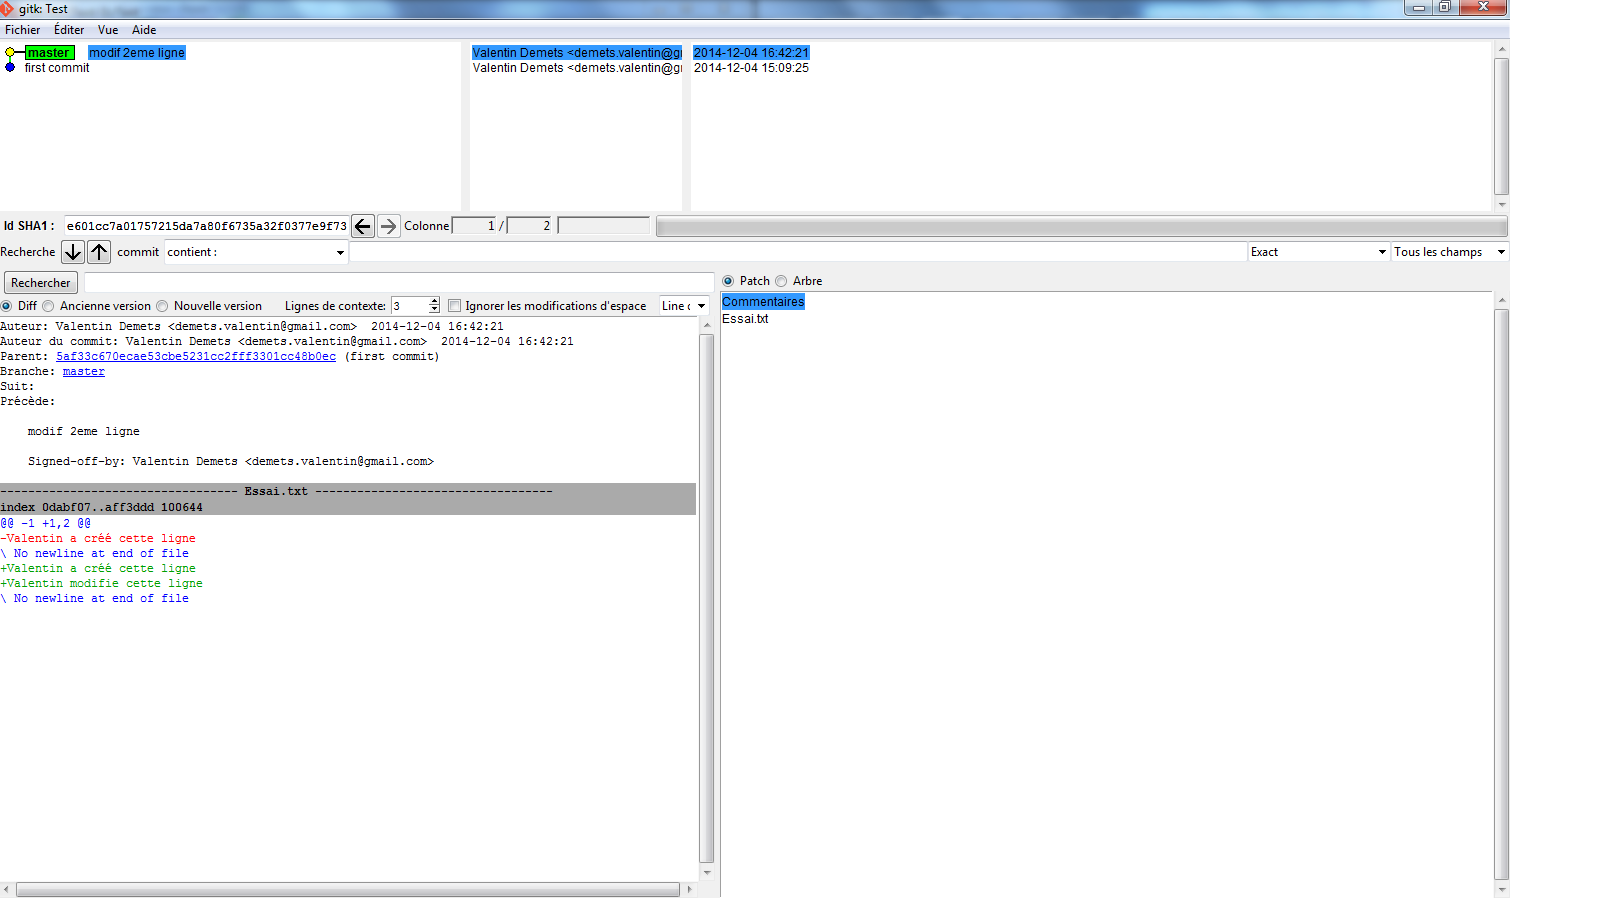 gitk: Test
Fichier Éditer Vue Aide
master modif 2eme ligne Valentin Demets <demets.valentin@g 2014-12-04 16:42:21
first commit Valentin Demets <demets.valentin@g 2014-12-04 15:09:25
Id SHA1 : e601cc7a01757215da7a80f6735a32f0377e9f73 Colonne 1 / 2
Recherche commit contient : Exact Tous les champs
Rechercher Patch Arbre
Diff Ancienne version Nouvelle version Lignes de contexte: 3 Ignorer les modifications d'espace Line
Commentaires
Essai.txt
Auteur: Valentin Demets <demets.valentin@gmail.com>  2014-12-04 16:42:21
Auteur du commit: Valentin Demets <demets.valentin@gmail.com>  2014-12-04 16:42:21
Parent: 5af33c670ecae53cbe5231cc2fff3301cc48b0ec (first commit)
Branche: master
Suit:
Précède:
modif 2eme ligne
Signed-off-by: Valentin Demets <demets.valentin@gmail.com>
---------------------------------- Essai.txt ----------------------------------
index 0dabf07..aff3ddd 100644
@@ -1 +1,2 @@
-Valentin a créé cette ligne
\ No newline at end of file
+Valentin a créé cette ligne
+Valentin modifie cette ligne
\ No newline at end of file